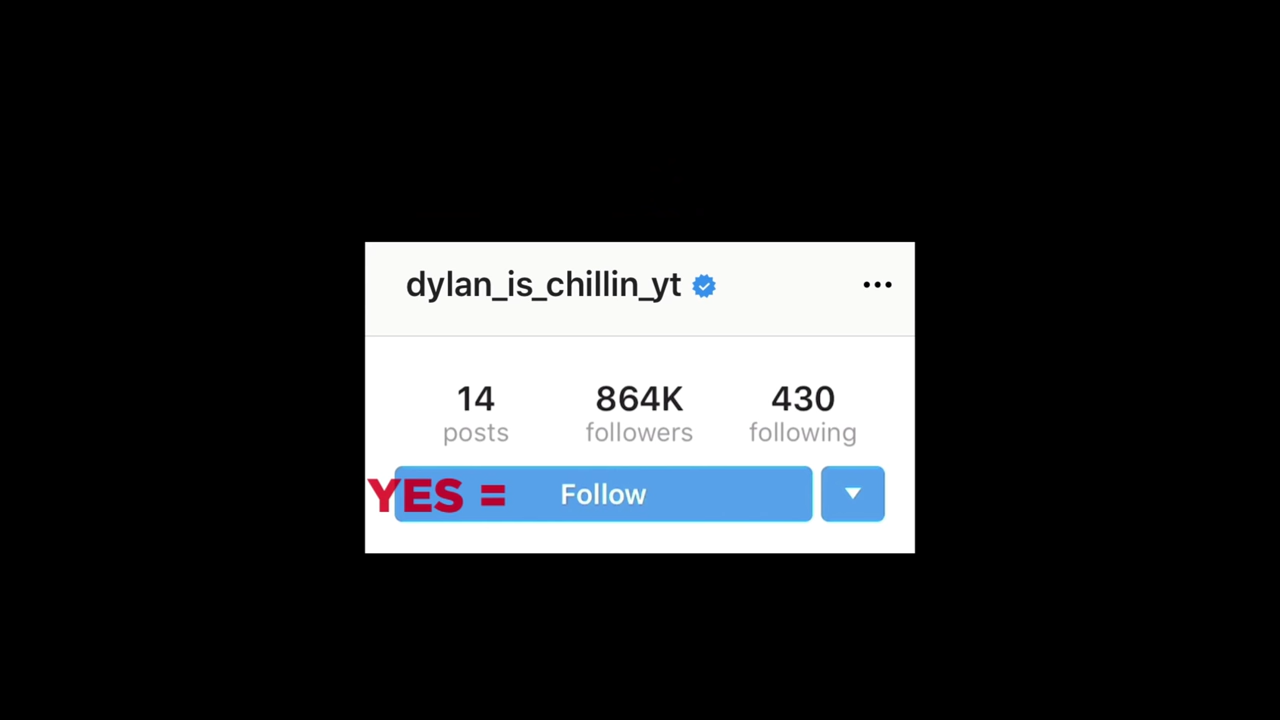 dylan_is_chillin_yt
14 864K 430
posts followers following
YES = Follow